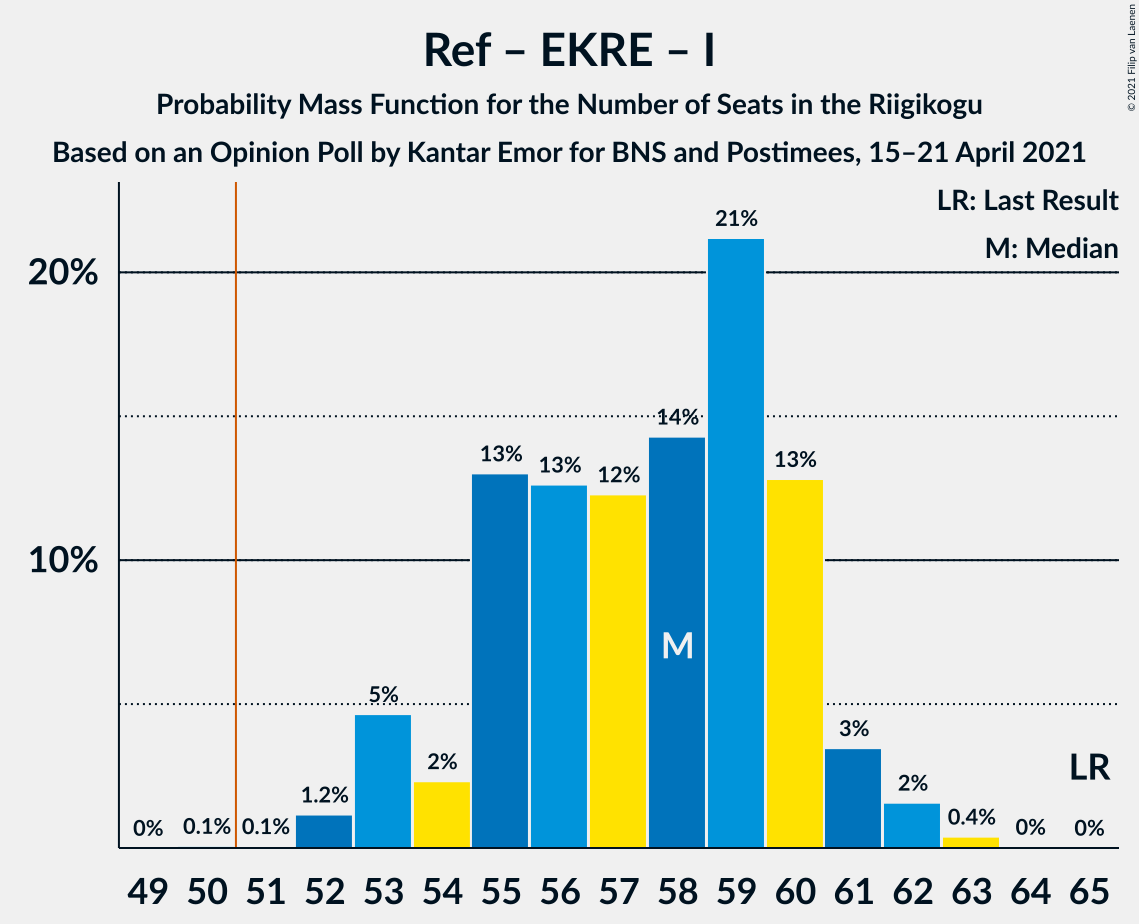 Ref – EKRE – I
Probability Mass Function for the Number of Seats in the Riigikogu
Based on an Opinion Poll by Kantar Emor for BNS and Postimees, 15–21 April 2021
© 2021 Filip van Laenen
LR: Last Result
M: Median
20%
10%
0% 0.1% 0.1% 1.2% 5% 2% 13% 13% 12% 14% 21% 13% 3% 2% 0.4% 0% 0%
M
LR
49 50 51 52 53 54 55 56 57 58 59 60 61 62 63 64 65